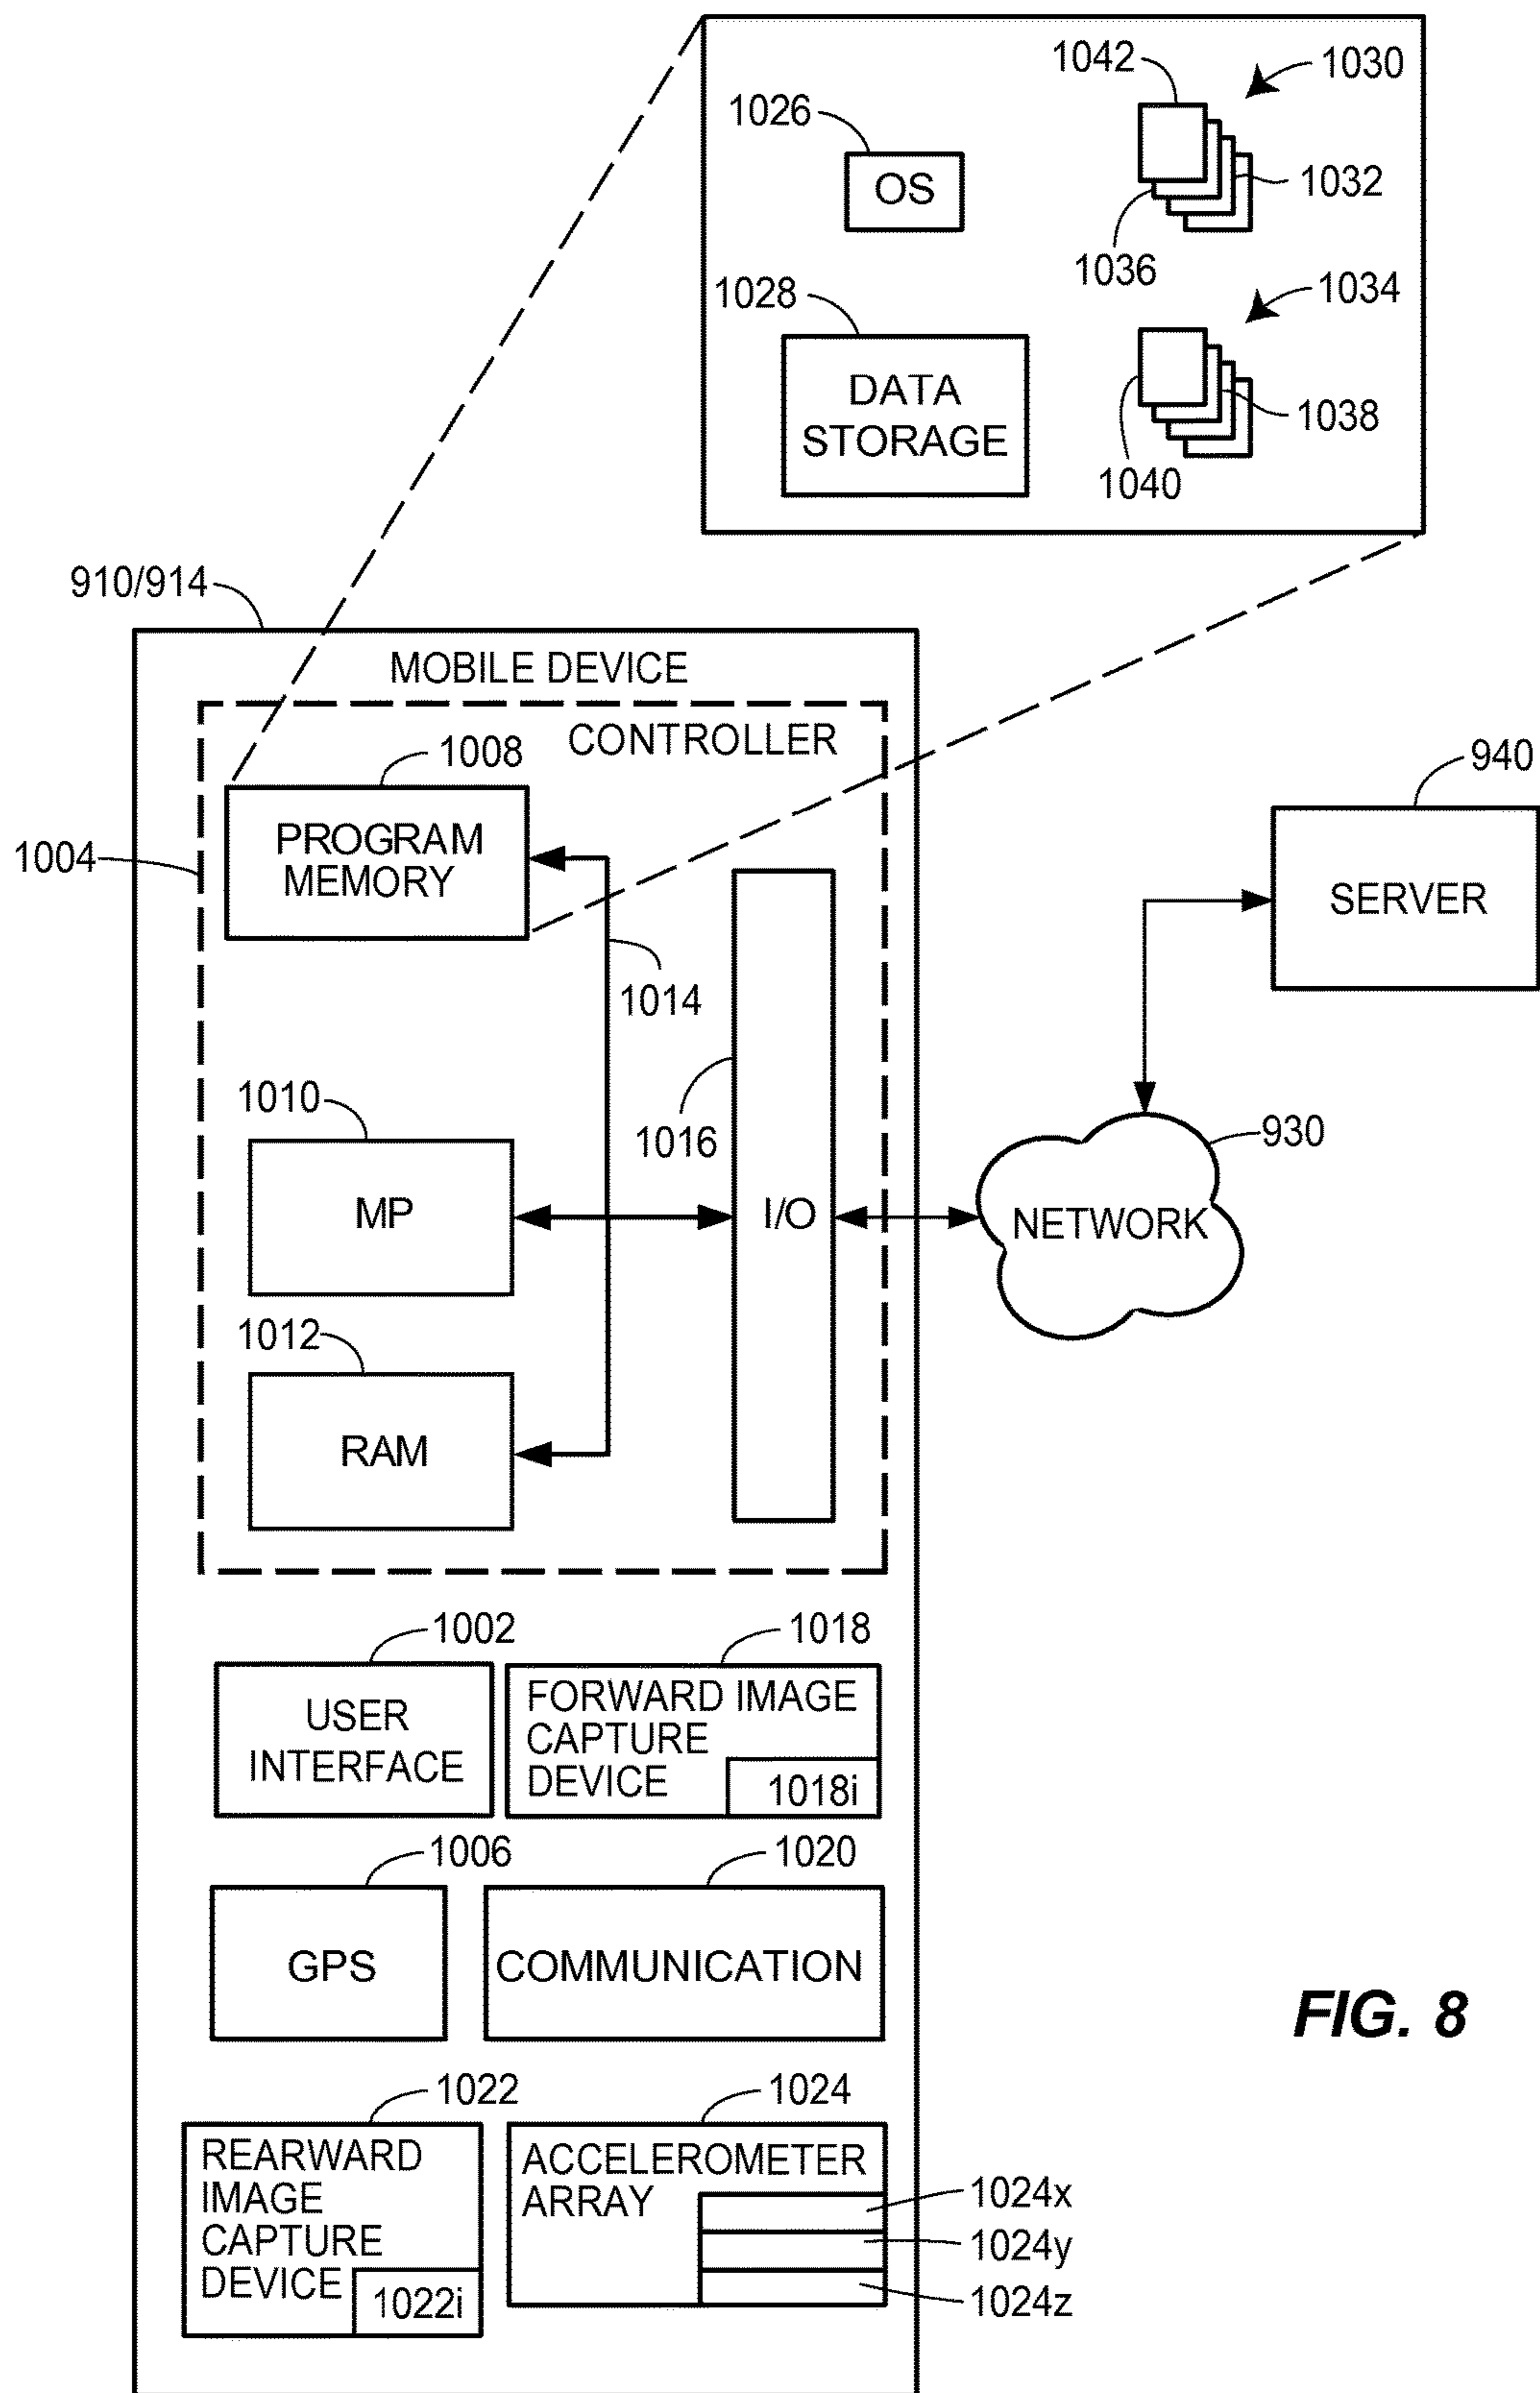 1042
1030
1026
OS
1032
1036
1028
1034
DATA
STORAGE
1038
1040
910/914
MOBILE DEVICE
CONTROLLER
1008
940
1004
PROGRAM
MEMORY
SERVER
1014
1010
1016
930
MP
I/O
NETWORK
1012
RAM
1002
1018
USER
INTERFACE
FORWARD IMAGE
CAPTURE
DEVICE
1018i
1006
1020
GPS
COMMUNICATION
FIG. 8
1022
1024
REARWARD
IMAGE
CAPTURE
DEVICE
1022i
ACCELEROMETER
ARRAY
1024x
1024y
1024z